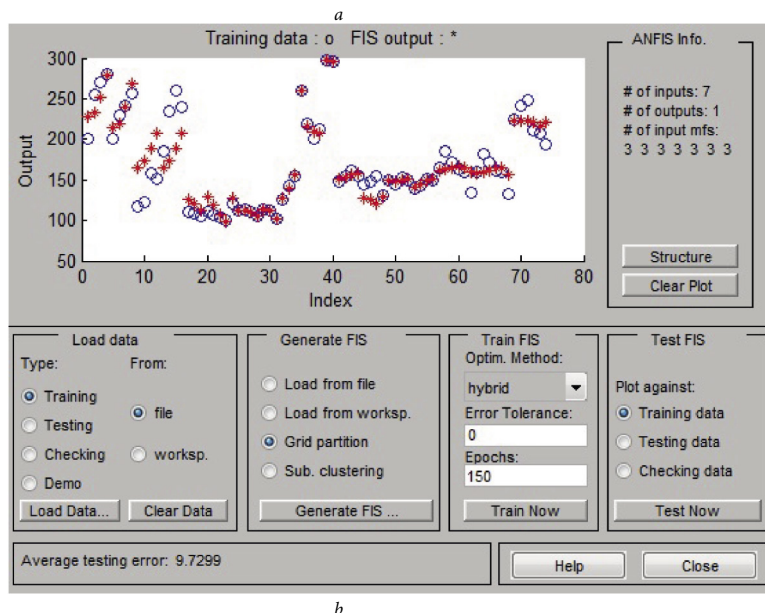 a
Training data : o   FIS output : *
300
250
200
150
100
50
Output
0
10
20
30
40
50
60
70
80
Index
ANFIS Info.
# of inputs: 7
# of outputs: 1
# of input mfs:
3 3 3 3 3 3 3
Structure
Clear Plot
Load data
Type:
From:
Training
Testing
Checking
Demo
file
worksp.
Load Data...
Clear Data
Generate FIS
Load from file
Load from worksp.
Grid partition
Sub. clustering
Generate FIS ...
Train FIS
Optim. Method:
hybrid
Error Tolerance:
0
Epochs:
150
Train Now
Test FIS
Plot against:
Training data
Testing data
Checking data
Test Now
Average testing error: 9.7299
Help
Close
b